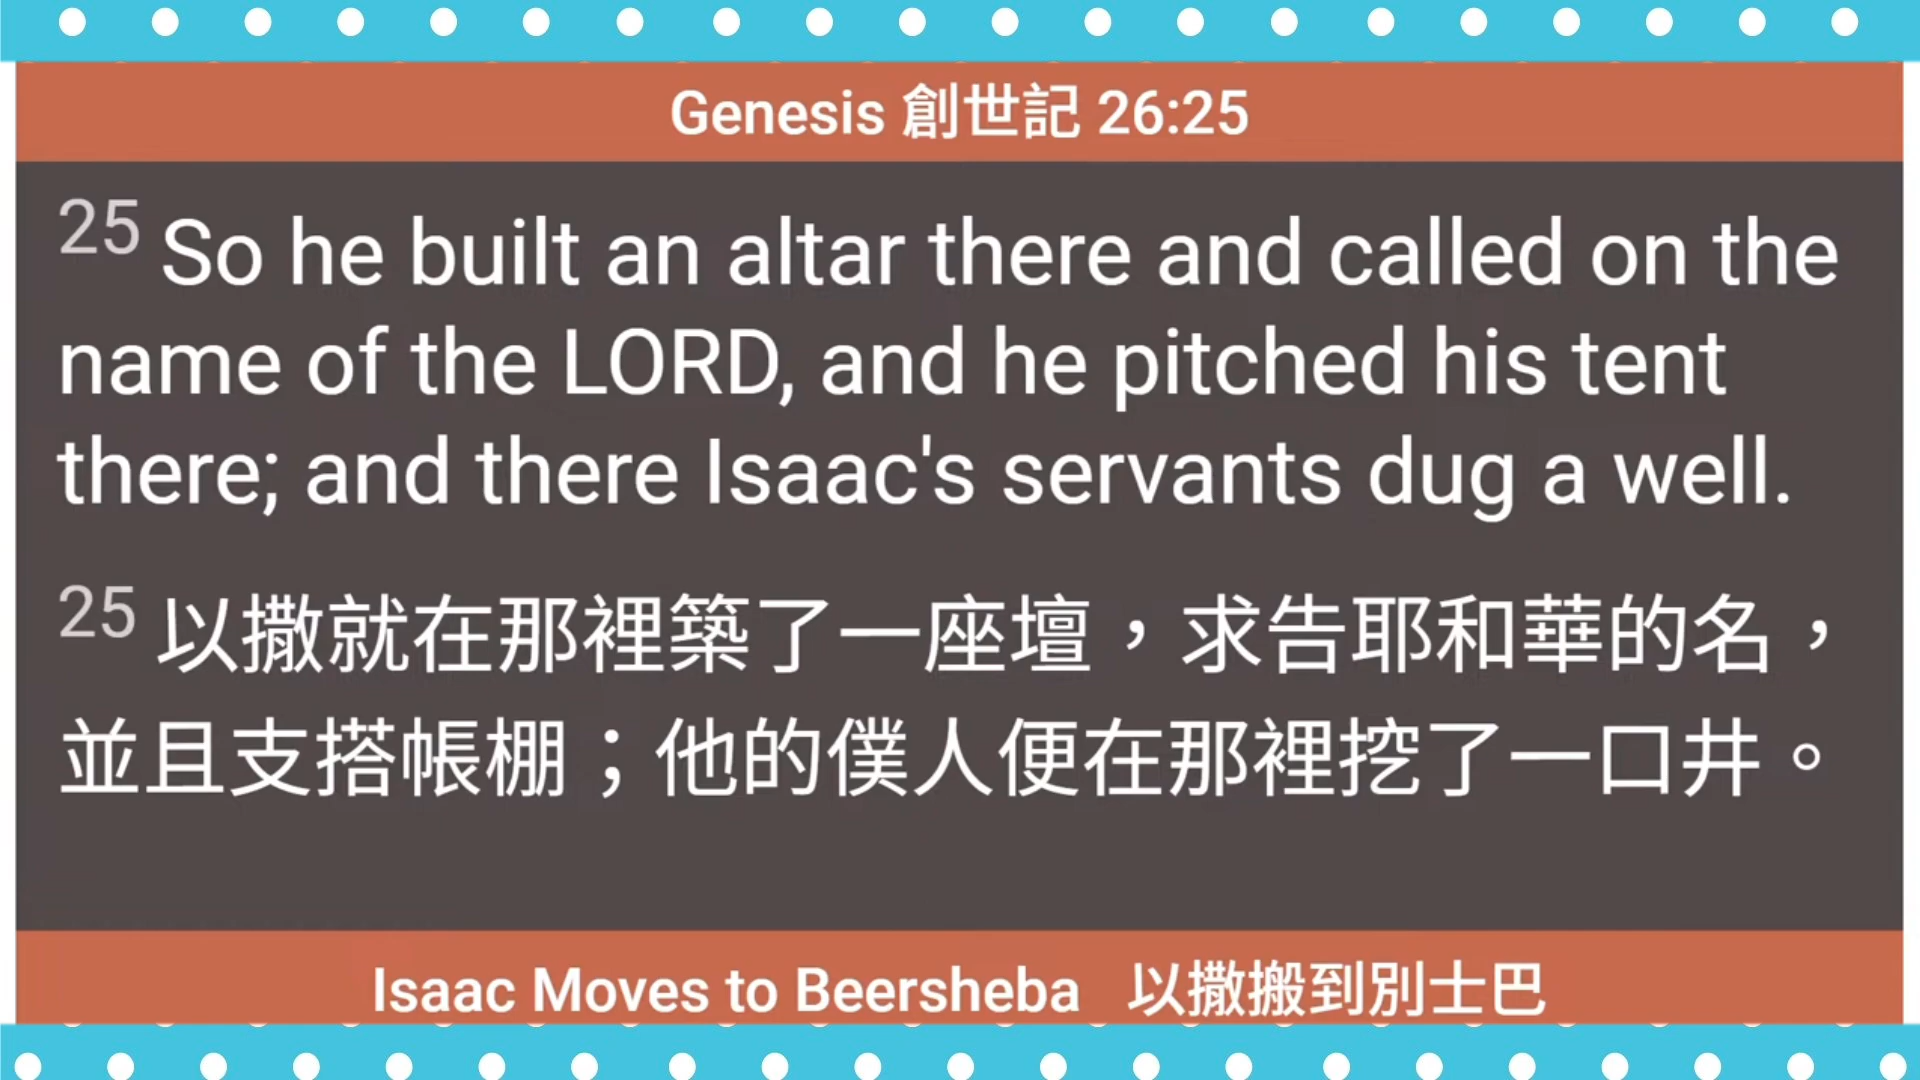 Genesis 創世記 26:25
25 So he built an altar there and called on the
name of the LORD, and he pitched his tent
there; and there Isaac's servants dug a well.
25 以撒就在那裡築了一座壇，求告耶和華的名，
並且支搭帳棚；他的僕人便在那裡挖了一口井。
Isaac Moves to Beersheba 以撒搬到別士巴